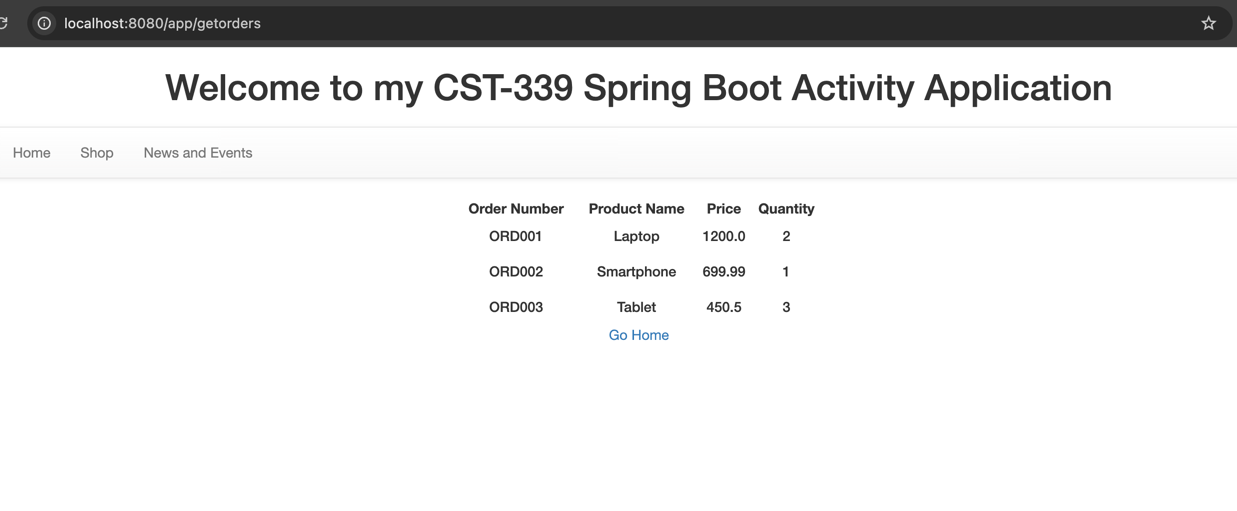 localhost:8080/app/getorders
Welcome to my CST-339 Spring Boot Activity Application
Home Shop News and Events
Order Number Product Name Price Quantity
ORD001 Laptop 1200.0 2
ORD002 Smartphone 699.99 1
ORD003 Tablet 450.5 3
Go Home